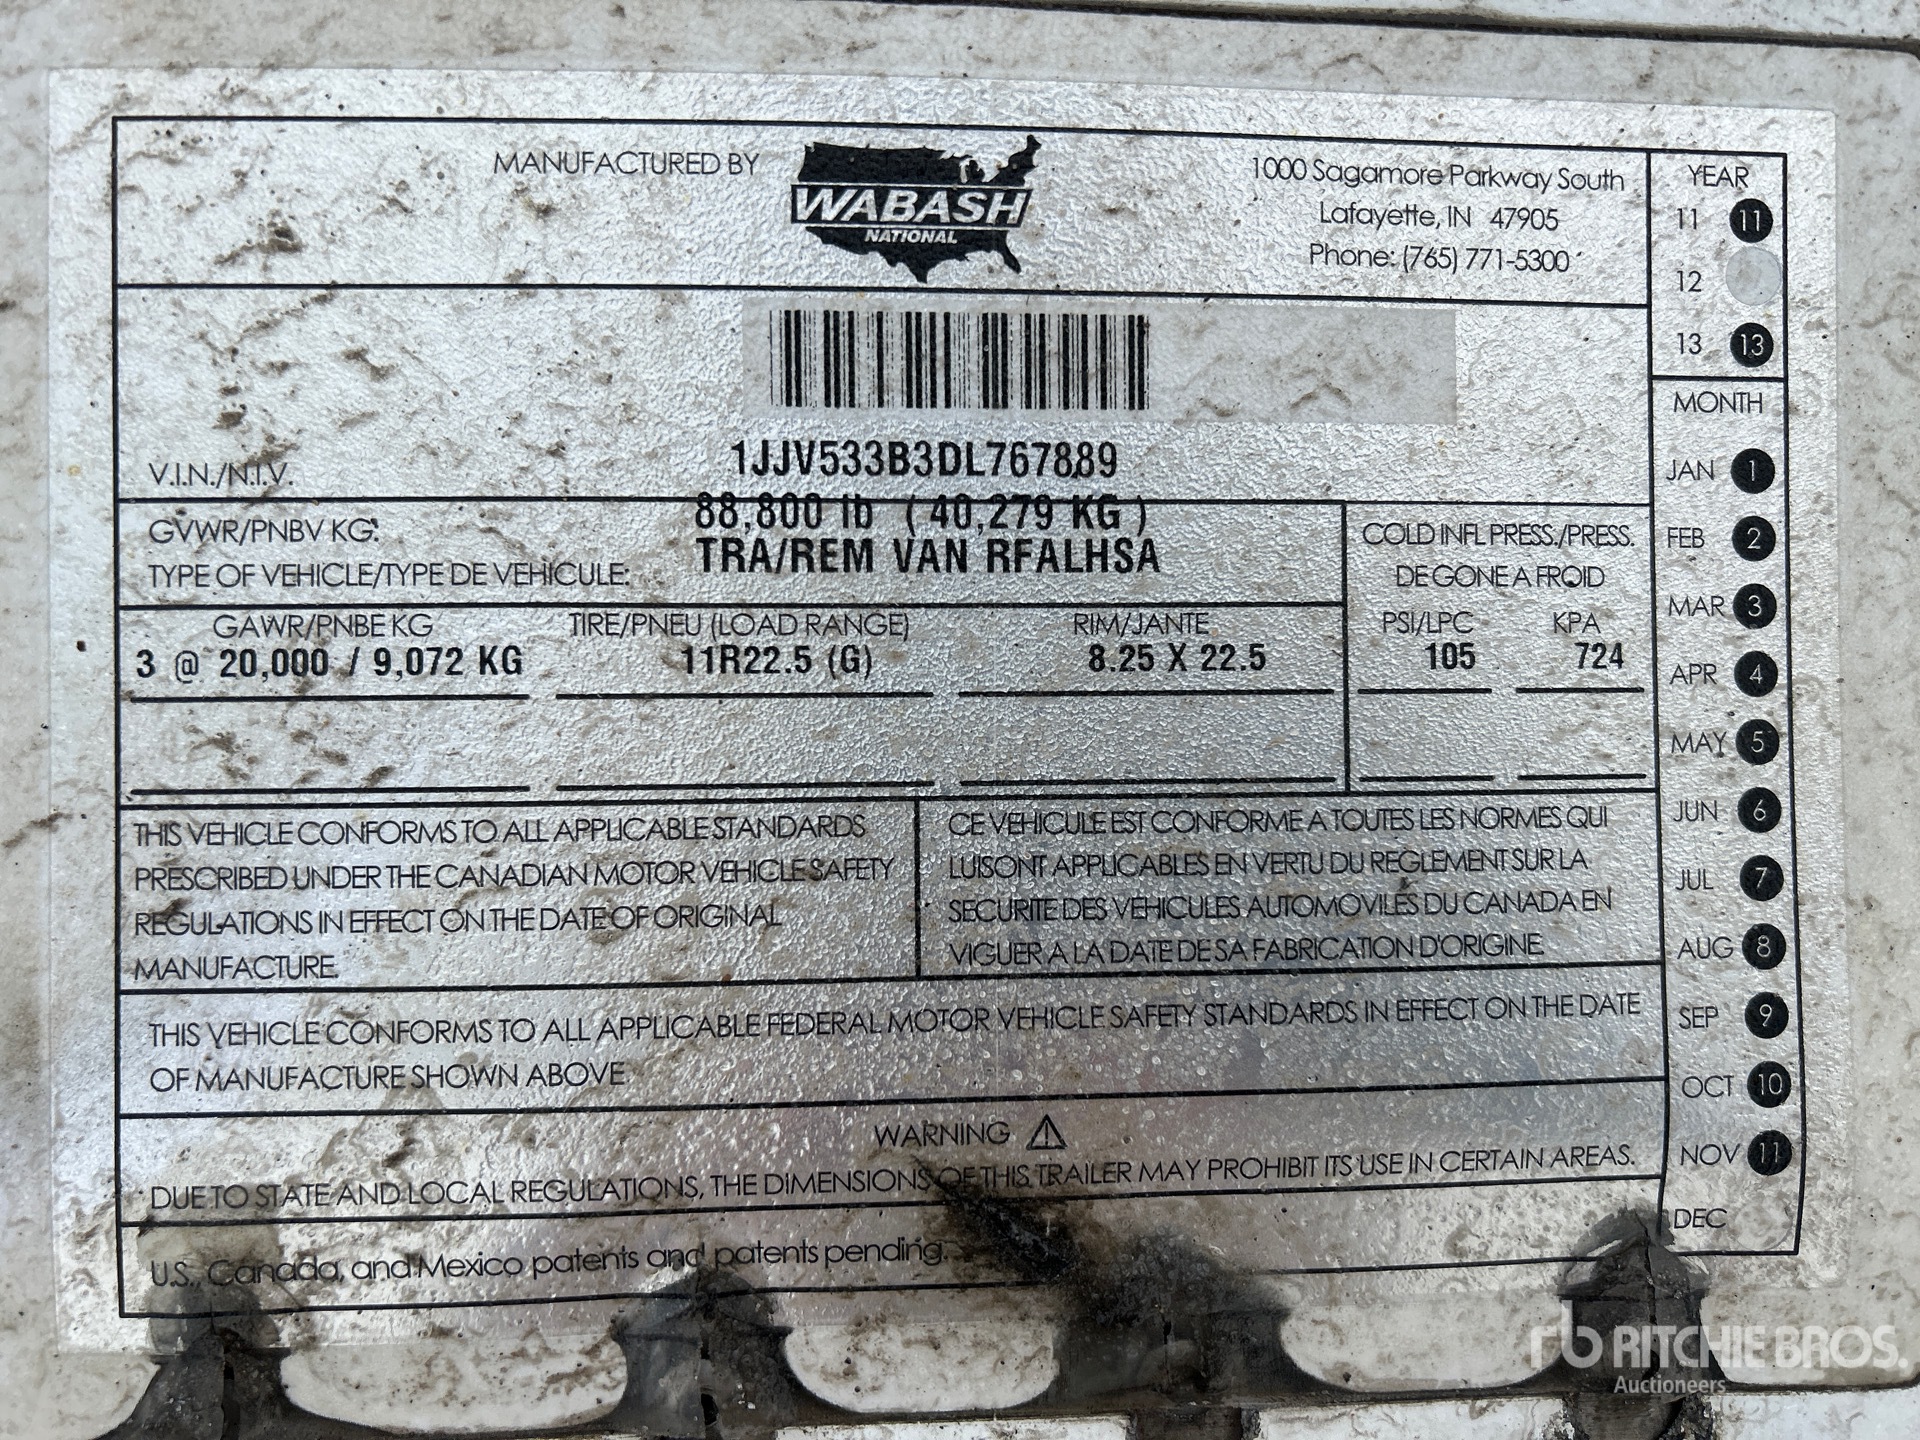 MANUFACTURED BY
WABASH
NATIONAL
1000 Sagamore Parkway South
Lafayette, IN 47905
Phone: (765) 771-5300
V.I.N./N.I.V.
1JJV533B3DL767889
GVWR/PNBV KG:
88,800 lb ( 40,279 KG )
TYPE OF VEHICLE/TYPE DE VEHICULE:
TRA/REM VAN RFALHSA
COLD INFL PRESS./PRESS.
DE GONE A FROID
GAWR/PNBE KG
TIRE/PNEU (LOAD RANGE)
RIM/JANTE
PSI/LPC
KPA
3 @ 20,000 / 9,072 KG
11R22.5 (G)
8.25 X 22.5
105
724
THIS VEHICLE CONFORMS TO ALL APPLICABLE STANDARDS
PRESCRIBED UNDER THE CANADIAN MOTOR VEHICLE SAFETY
REGULATIONS IN EFFECT ON THE DATE OF ORIGINAL
MANUFACTURE.
CE VEHICULE EST CONFORME A TOUTES LES NORMES QUI
LUISONT APPLICABLES EN VERTU DU REGLEMENT SUR LA
SECURITE DES VEHICULES AUTOMOVILES DU CANADA EN
VIGUER A LA DATE DE SA FABRICATION D'ORIGINE.
THIS VEHICLE CONFORMS TO ALL APPLICABLE FEDERAL MOTOR VEHICLE SAFETY STANDARDS IN EFFECT ON THE DATE
OF MANUFACTURE SHOWN ABOVE
WARNING
DUE TO STATE AND LOCAL REGULATIONS, THE DIMENSIONS OF THIS TRAILER MAY PROHIBIT ITS USE IN CERTAIN AREAS.
U.S., Canada, and Mexico patents and patents pending.
YEAR
11 11
12
13 13
MONTH
JAN 1
FEB 2
MAR 3
APR 4
MAY 5
JUN 6
JUL 7
AUG 8
SEP 9
OCT 10
NOV 11
DEC
rb RITCHIE BROS.
Auctioneers